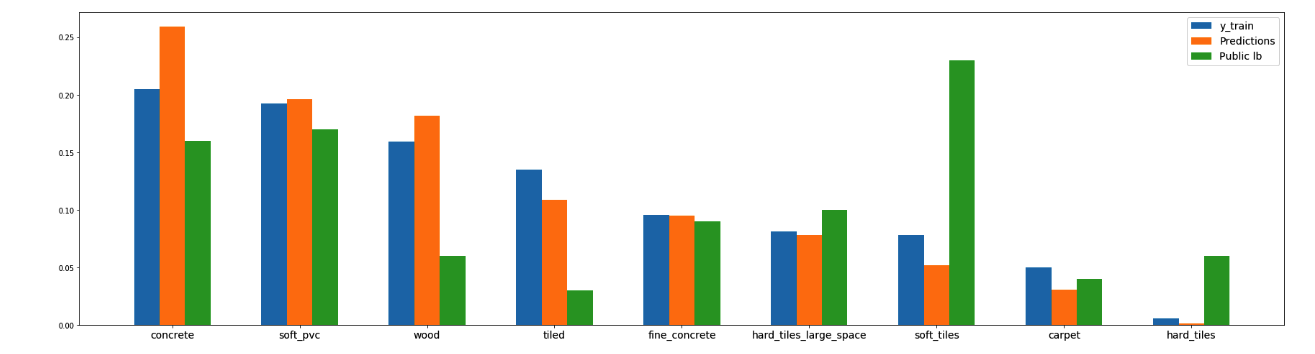 y_train
Predictions
Public lb
0.25
0.20
0.15
0.10
0.05
0.00
concrete soft_pvc wood tiled fine_concrete hard_tiles_large_space soft_tiles carpet hard_tiles